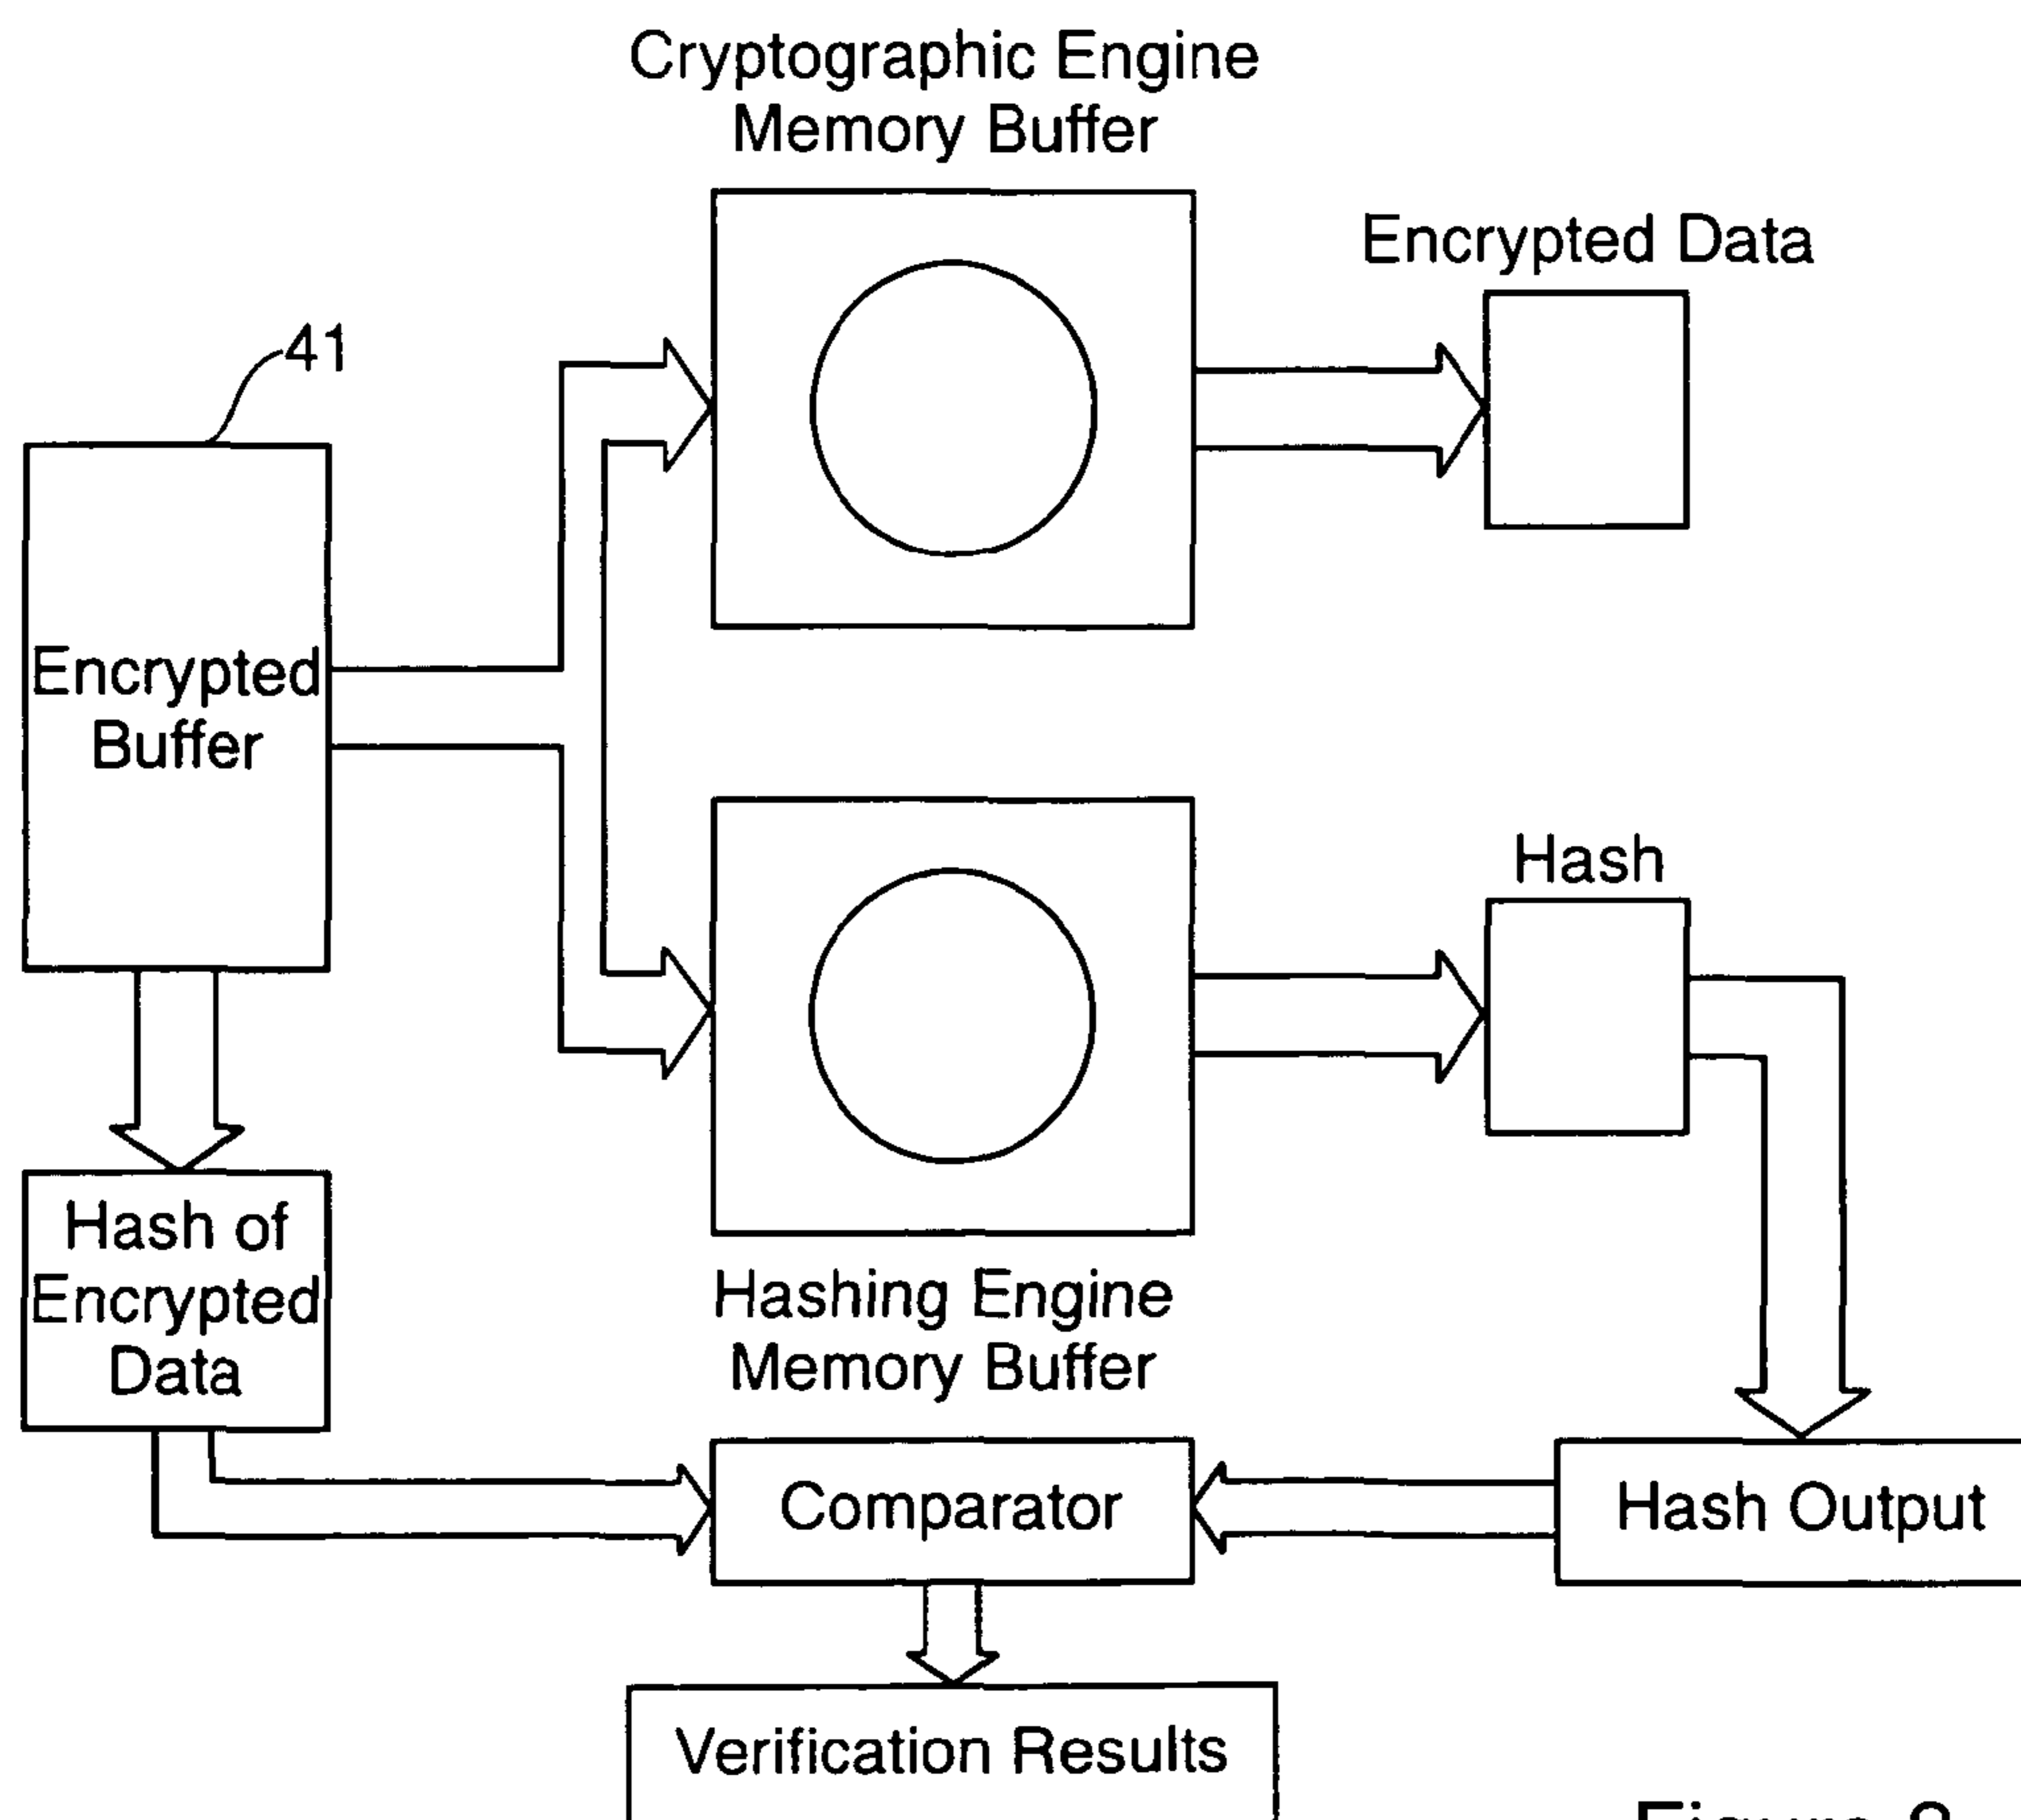 Cryptographic Engine
Memory Buffer
Encrypted Data
41
Encrypted
Buffer
Hash
Hash of
Encrypted
Data
Hashing Engine
Memory Buffer
Comparator
Hash Output
Verification Results